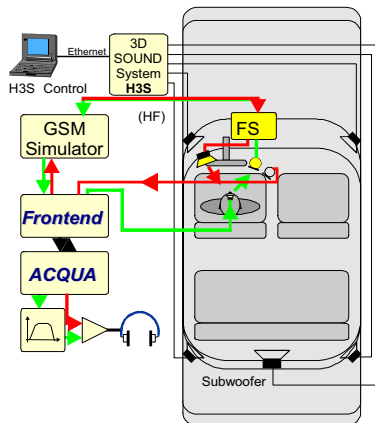 Ethernet
3D
SOUND
System
H3S
H3S Control
(HF)
FS
GSM
Simulator
Frontend
ACQUA
Subwoofer